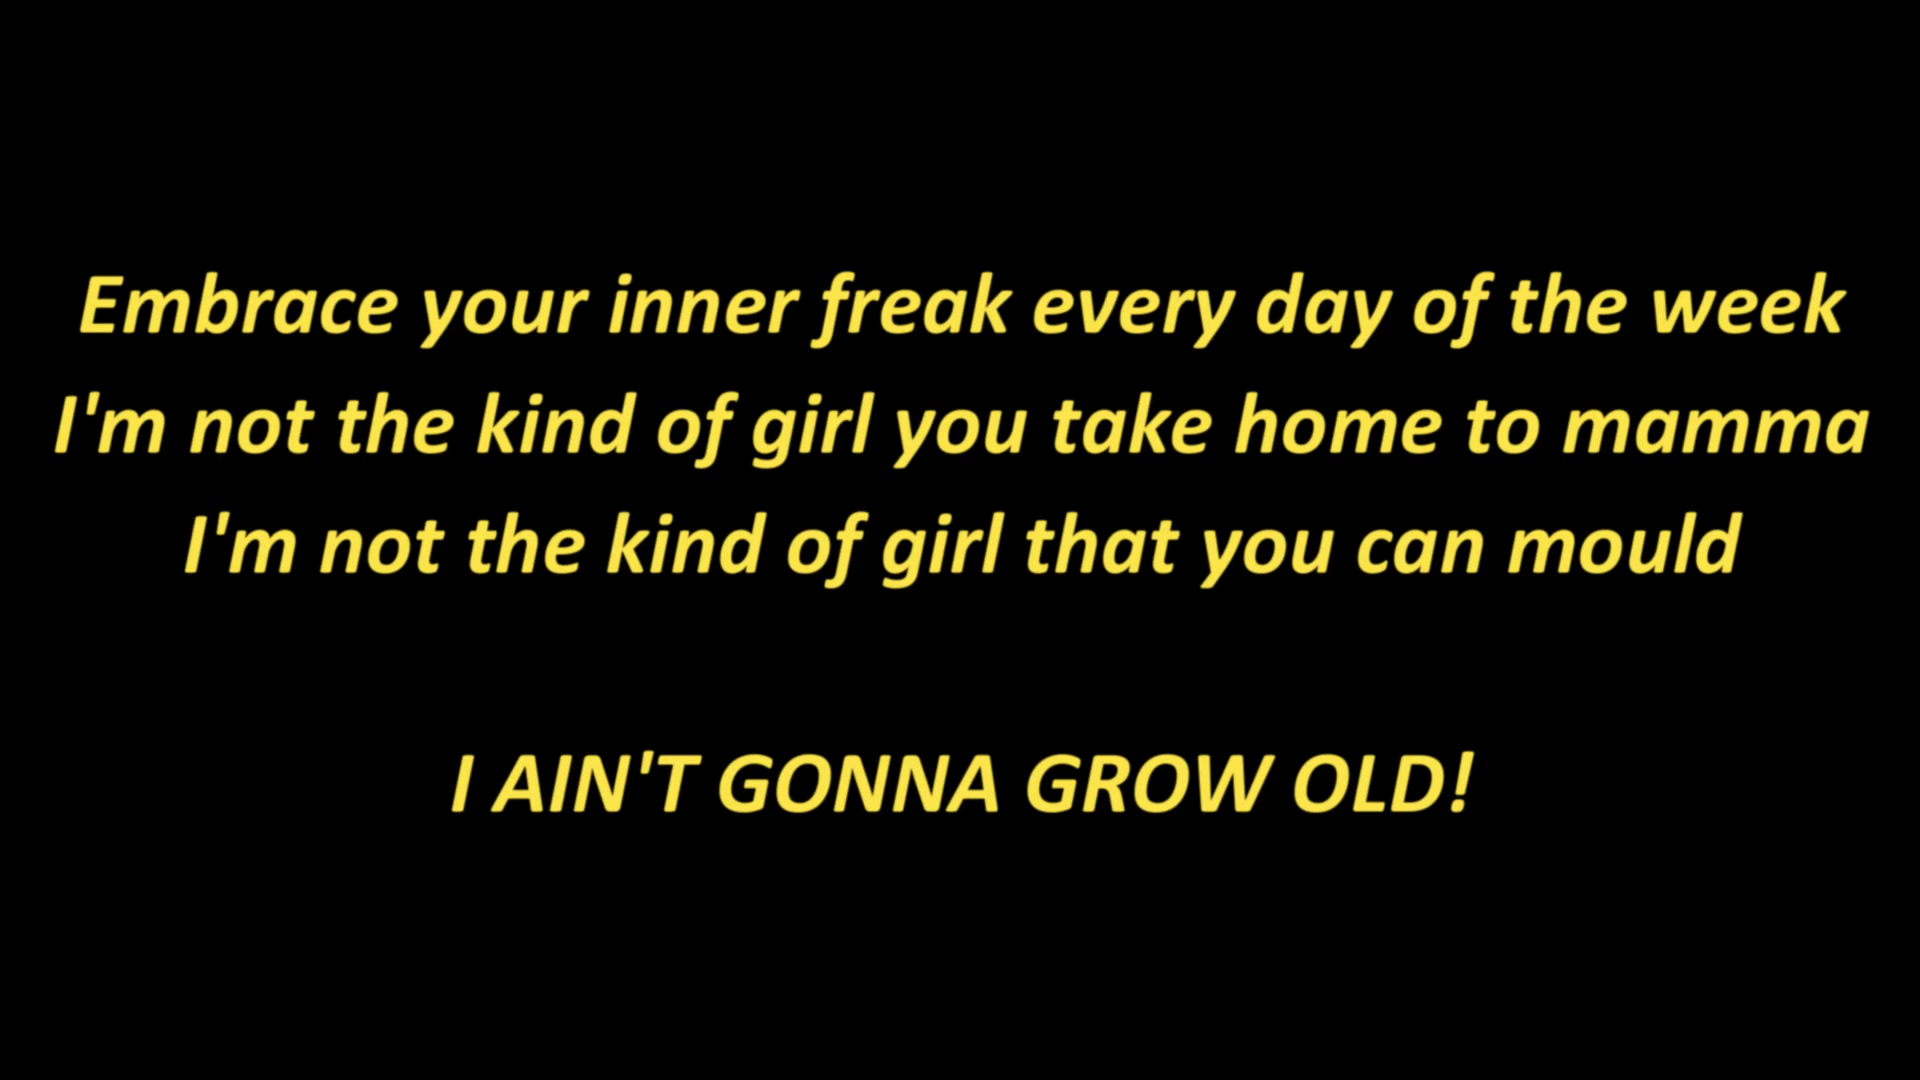 Embrace your inner freak every day of the week
I'm not the kind of girl you take home to mamma
I'm not the kind of girl that you can mould
I AIN'T GONNA GROW OLD!